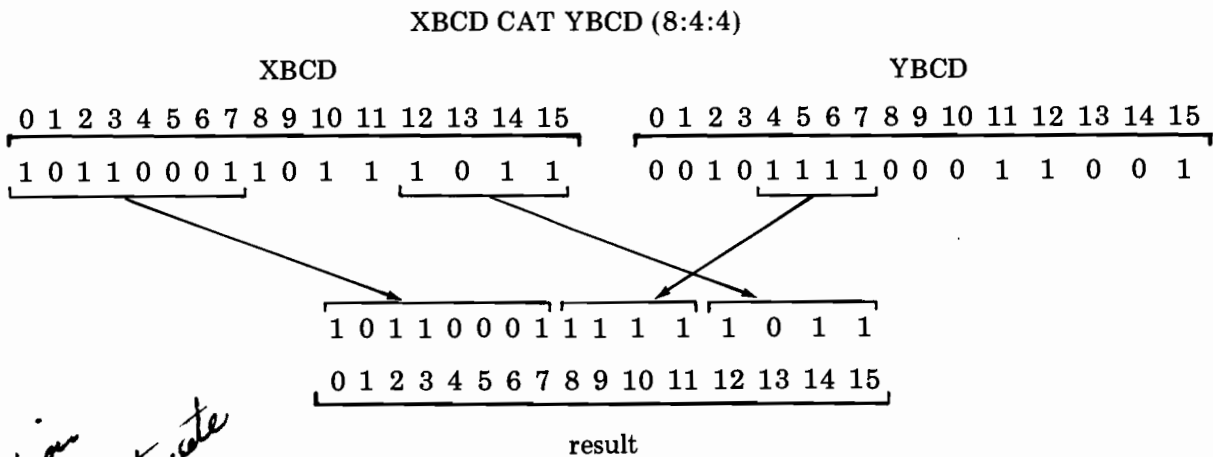 XBCD CAT YBCD (8:4:4)
XBCD YBCD
0 1 2 3 4 5 6 7 8 9 10 11 12 13 14 15 0 1 2 3 4 5 6 7 8 9 10 11 12 13 14 15
1 0 1 1 0 0 0 1 1 0 1 1 1 0 1 1 0 0 1 0 1 1 1 1 0 0 0 1 1 0 0 1
1 0 1 1 0 0 0 1 1 1 1 1 1 0 1 1
0 1 2 3 4 5 6 7 8 9 10 11 12 13 14 15
result